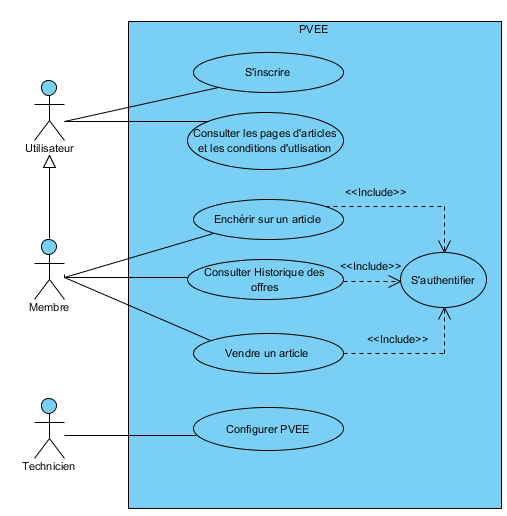 PVEE
S'inscrire
Consulter les pages d'articles
et les conditions d'utlisation
Utilisateur
<<Include>>
Enchérir sur un article
<<Include>>
Consulter Historique des
offres
S'authentifier
Membre
<<Include>>
Vendre un article
Configurer PVEE
Technicien